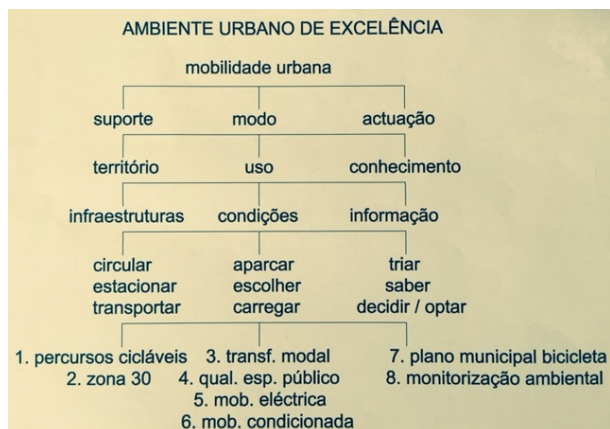 AMBIENTE URBANO DE EXCELÊNCIA
mobilidade urbana
suporte modo actuação
território uso conhecimento
infraestruturas condições informação
circular aparcar triar
estacionar escolher saber
transportar carregar decidir / optar
1. percursos cicláveis 3. transf. modal 7. plano municipal bicicleta
2. zona 30 4. qual. esp. público 8. monitorização ambiental
5. mob. eléctrica
6. mob. condicionada